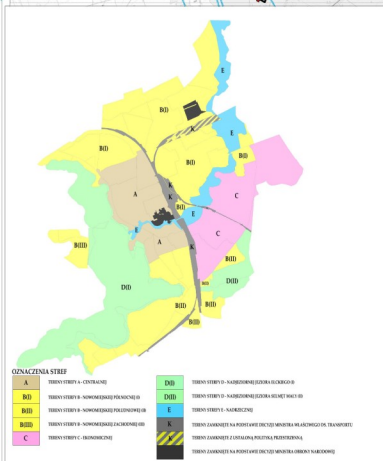 E
B(I)
K
E
B(I)
B(I)
B(I)
K
A
K
C
B(I)
E
E
C
A
K
B(III)
B(II)
D(I)
D(II)
B(II)
B(II)
B(II)
OZNACZENIA STREF
A TERENY STREFY A - CENTRALNEJ
B(I) TERENY STREFY B - NOWOMIEJSKIEJ PÓŁNOCNEJ (I)
B(II) TERENY STREFY B - NOWOMIEJSKIEJ POŁUDNIOWEJ (II)
B(III) TERENY STREFY B - NOWOMIEJSKIEJ ZACHODNIEJ (III)
C TERENY STREFY C - EKONOMICZNEJ
D(I) TERENY STREFY D - NADJEZIORNEJ JEZIORA OLECKIEGO (I)
D(II) TERENY STREFY D - NADJEZIORNEJ JEZIORA SELMĘT MAŁY (II)
E TERENY STREFY E - NADRZECZNEJ
K TERENY ZAMKNIĘTE NA PODSTAWIE DECYZJI MINISTRA WŁAŚCIWEGO DS. TRANSPORTU
K TERENY ZAMKNIĘTE Z USTALONĄ POLITYKĄ PRZESTRZENNĄ
TERENY ZAMKNIĘTE NA PODSTAWIE DECYZJI MINISTRA OBRONY NARODOWEJ